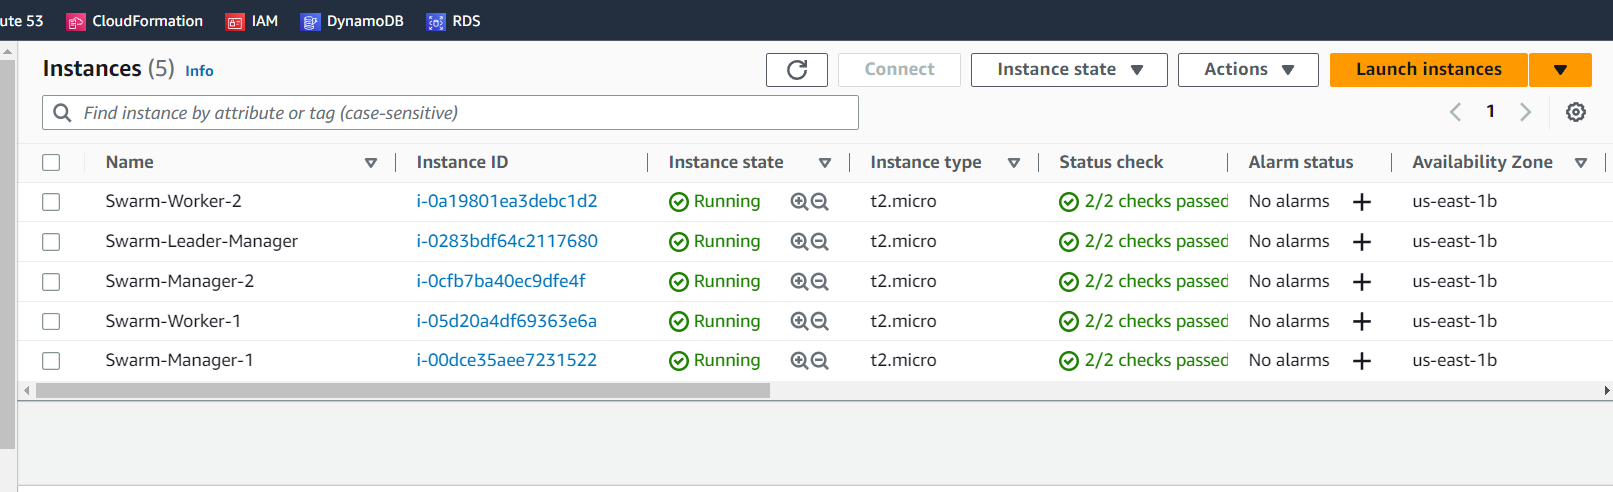 ute 53 CloudFormation IAM DynamoDB RDS
Instances (5) Info Connect Instance state Actions Launch instances
Find instance by attribute or tag (case-sensitive) 1
Name Instance ID Instance state Instance type Status check Alarm status Availability Zone
Swarm-Worker-2 i-0a19801ea3debc1d2 Running t2.micro 2/2 checks passed No alarms us-east-1b
Swarm-Leader-Manager i-0283bdf64c2117680 Running t2.micro 2/2 checks passed No alarms us-east-1b
Swarm-Manager-2 i-0cfb7ba40ec9dfe4f Running t2.micro 2/2 checks passed No alarms us-east-1b
Swarm-Worker-1 i-05d20a4df69363e6a Running t2.micro 2/2 checks passed No alarms us-east-1b
Swarm-Manager-1 i-00dce35aee7231522 Running t2.micro 2/2 checks passed No alarms us-east-1b